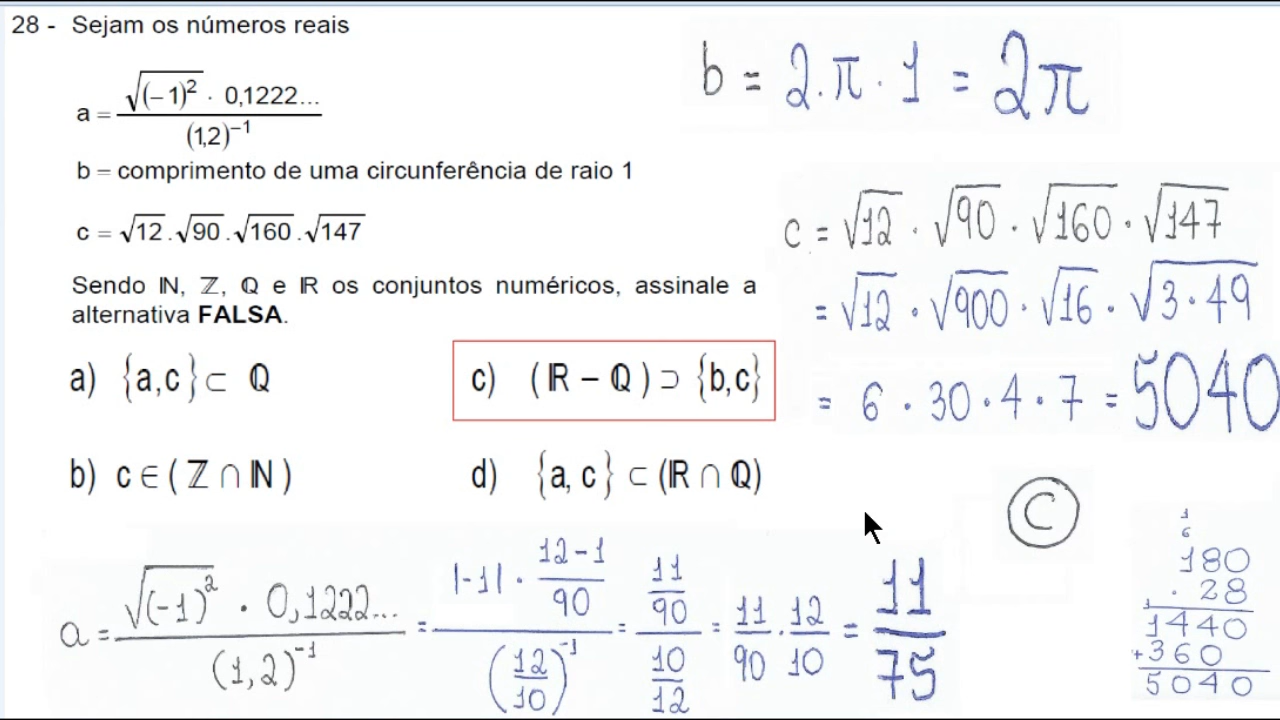 28 - Sejam os números reais
a = √(−1)² · 0,1222... / (1,2)⁻¹
b = comprimento de uma circunferência de raio 1
c = √12 . √90 . √160 . √147
Sendo ℕ, ℤ, ℚ e ℝ os conjuntos numéricos, assinale a
alternativa FALSA.
a) {a,c} ⊂ ℚ
b) c ∈ ( ℤ ∩ ℕ )
c) ( ℝ − ℚ ) ⊃ {b,c}
d) {a, c} ⊂ (ℝ ∩ ℚ)
b = 2.π.1 = 2π
c = √12 · √90 · √160 · √147
= √12 · √900 · √16 · √3·49
= 6 · 30 · 4 · 7 = 5040
C
a = √(-1)² · 0,1222... / (1,2)⁻¹ = |-1| · 12-1/90 / (12/10)⁻¹ = 11/90 / 10/12 = 11/90 · 12/10 = 11/75
1
6
180
. 28
1
1440
+360
5040